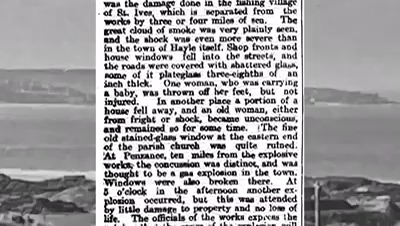 was the damage done in the fishing village
of St. Ives, which is separated from the
works by three or four miles of sea. The
great cloud of smoke was very plainly seen,
and the shock was even more severe than
in the town of Hayle itself. Shop fronts and
house windows fell into the streets, and
the roads were covered with shattered glass,
some of it plateglass three-eighths of an
inch thick. One woman, who was carrying
a baby, was thrown off her feet, but not
injured. In another place a portion of a
house fell away, and an old woman, either
from fright or shock, became unconscious,
and remained so for some time. The fine
old stained-glass window at the eastern end
of the parish church was quite ruined.
At Penzance, ten miles from the explosive
works, the concussion was distinct, and was
thought to be a gas explosion in the town.
Windows were also broken there. At
5 o'clock in the afternoon another ex-
plosion occurred, but this was attended
by little damage to property and no loss of
life. The officials of the works express the